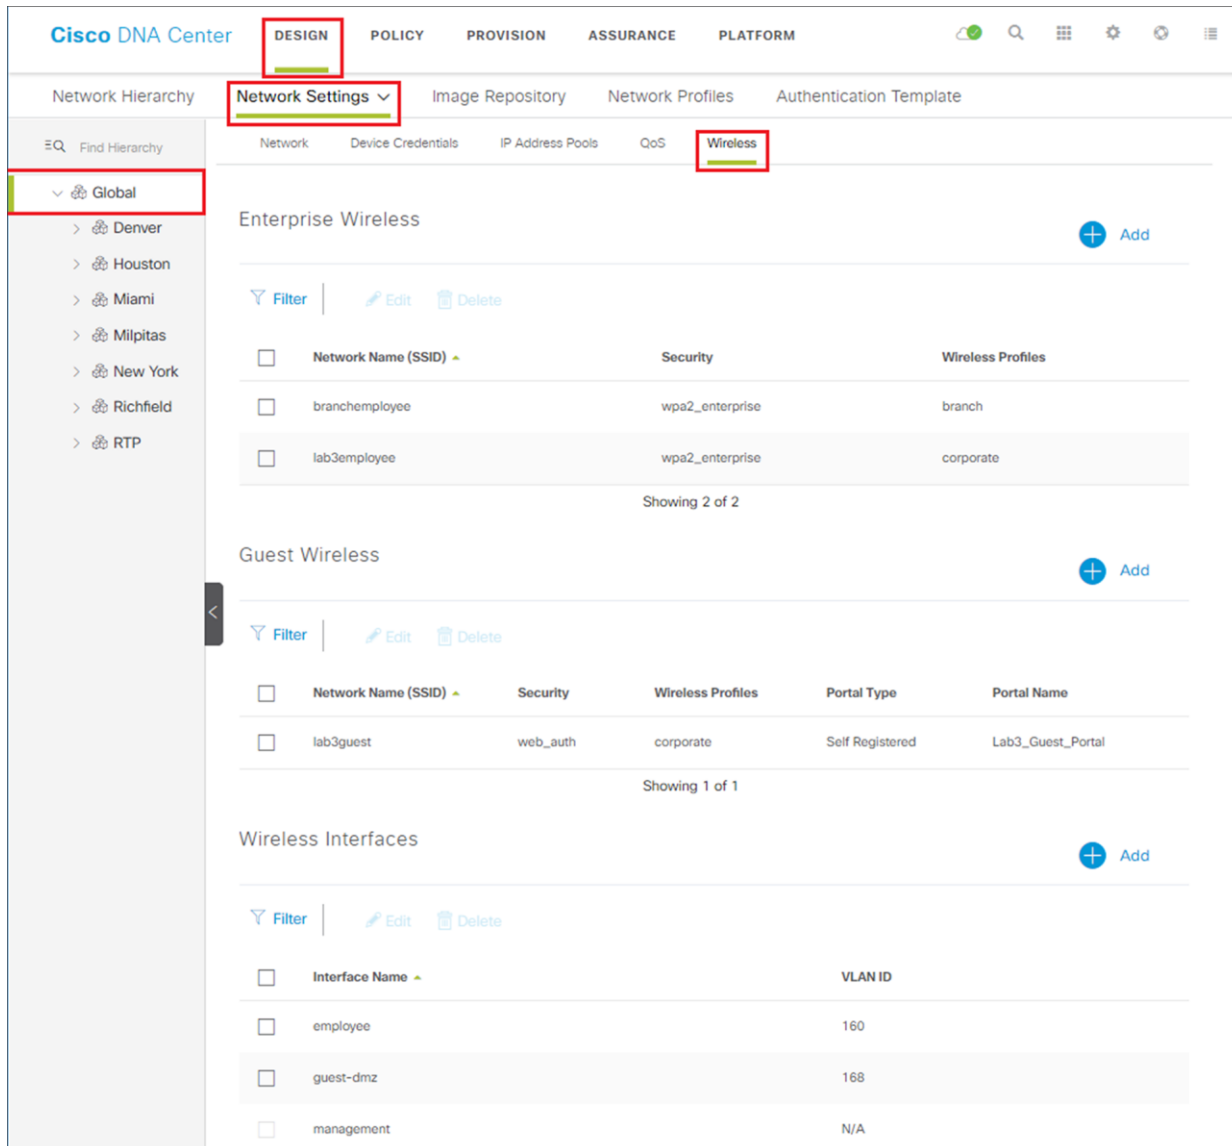 Cisco DNA Center DESIGN POLICY PROVISION ASSURANCE PLATFORM
Network Hierarchy Network Settings Image Repository Network Profiles Authentication Template
Find Hierarchy
Global
Denver
Houston
Miami
Milpitas
New York
Richfield
RTP
Network Device Credentials IP Address Pools QoS Wireless
Enterprise Wireless
Add
Filter Edit Delete
Network Name (SSID) Security Wireless Profiles
branchemployee wpa2_enterprise branch
lab3employee wpa2_enterprise corporate
Showing 2 of 2
Guest Wireless
Add
Filter Edit Delete
Network Name (SSID) Security Wireless Profiles Portal Type Portal Name
lab3guest web_auth corporate Self Registered Lab3_Guest_Portal
Showing 1 of 1
Wireless Interfaces
Add
Filter Edit Delete
Interface Name VLAN ID
employee 160
guest-dmz 168
management N/A